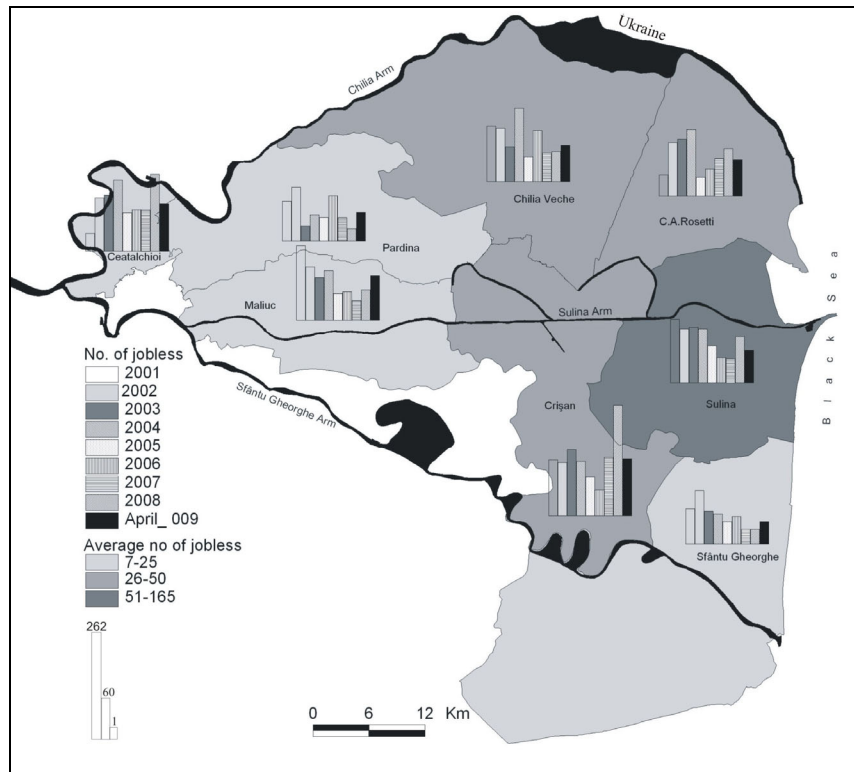 Ukraine
Chilia Arm
Chilia Veche
C.A.Rosetti
Ceatalchioi
Pardina
Maliuc
Sulina Arm
Black Sea
No. of jobless
2001
2002
2003
2004
2005
2006
2007
2008
April_ 009
Sfântu Gheorghe Arm
Crişan
Sulina
Sfântu Gheorghe
Average no of jobless
7-25
26-50
51-165
262
60
1
0 6 12 Km